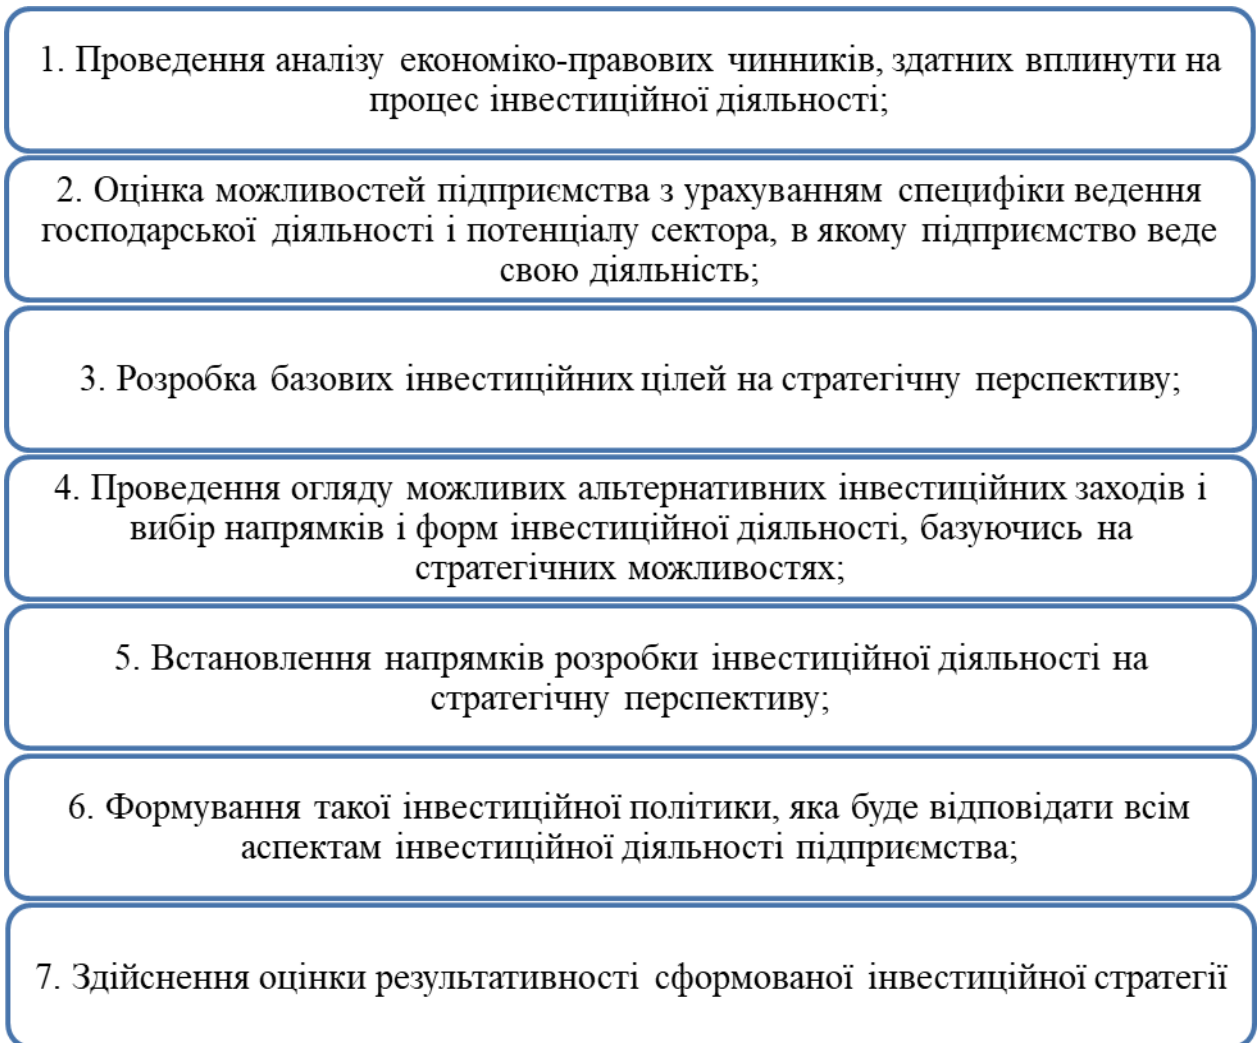 1. Проведення аналізу економіко-правових чинників, здатних вплинути на
процес інвестиційної діяльності;
2. Оцінка можливостей підприємства з урахуванням специфіки ведення
господарської діяльності і потенціалу сектора, в якому підприємство веде
свою діяльність;
3. Розробка базових інвестиційних цілей на стратегічну перспективу;
4. Проведення огляду можливих альтернативних інвестиційних заходів і
вибір напрямків і форм інвестиційної діяльності, базуючись на
стратегічних можливостях;
5. Встановлення напрямків розробки інвестиційної діяльності на
стратегічну перспективу;
6. Формування такої інвестиційної політики, яка буде відповідати всім
аспектам інвестиційної діяльності підприємства;
7. Здійснення оцінки результативності сформованої інвестиційної стратегії